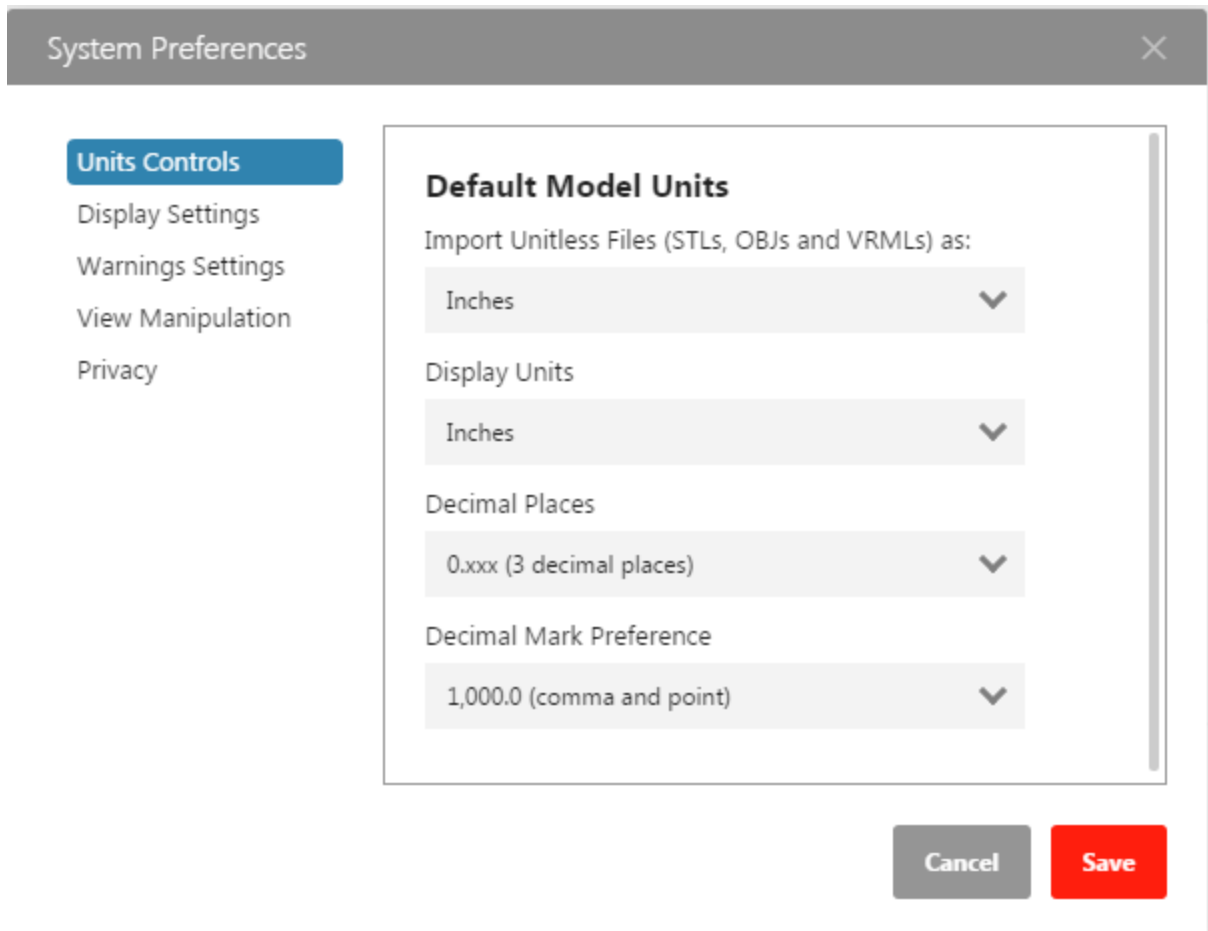 System Preferences
Units Controls
Display Settings
Warnings Settings
View Manipulation
Privacy
Default Model Units
Import Unitless Files (STLs, OBJs and VRMLs) as:
Inches
Display Units
Inches
Decimal Places
0.xxx (3 decimal places)
Decimal Mark Preference
1,000.0 (comma and point)
Cancel
Save